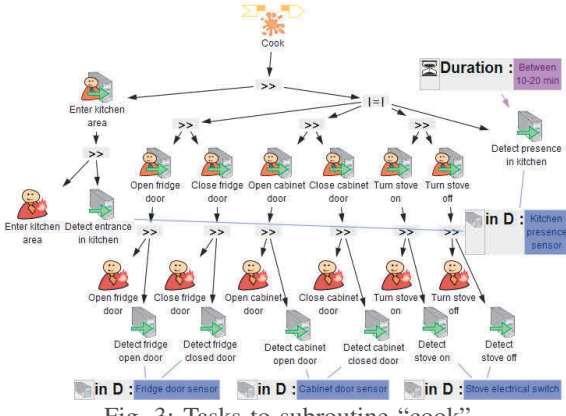 Cook
>>
Duration :
Between
10-20 min
Enter kitchen
area
>>
|=|
>>
>>
>>
Detect presence
in kitchen
Open fridge
door
Close fridge
door
Open cabinet
door
Close cabinet
door
Turn stove
on
Turn stove
off
Enter kitchen
area
Detect entrance
in kitchen
>>
>>
>>
>>
>>
>>
in D :
Kitchen
presence
sensor
Open fridge
door
Close fridge
door
Open cabinet
door
Close cabinet
door
Turn stove
on
Turn stove
off
Detect fridge
open door
Detect fridge
closed door
Detect cabinet
open door
Detect cabinet
closed door
Detect
stove on
Detect
stove off
in D :
Fridge door sensor
in D :
Cabinet door sensor
in D :
Stove electrical switch
Fig. 3: Tasks to subroutine “cook”